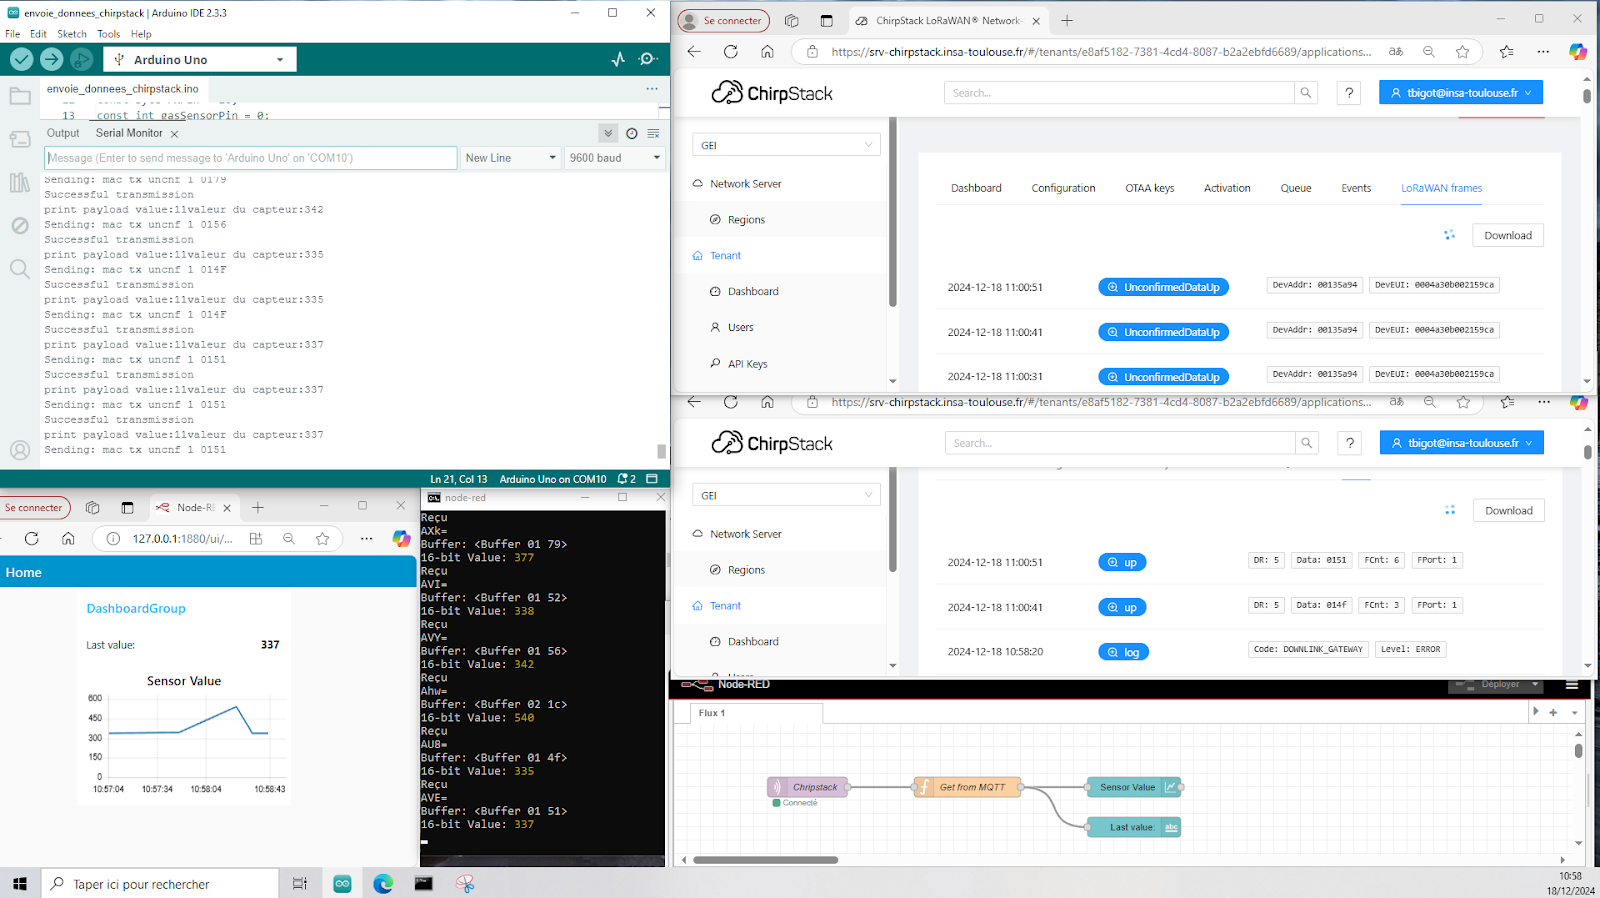 envoie_donnees_chirpstack | Arduino IDE 2.3.3
File Edit Sketch Tools Help
Arduino Uno
envoie_donnees_chirpstack.ino
13 const int gasSensorPin = 0;
Output Serial Monitor
Message (Enter to send message to 'Arduino Uno' on 'COM10')
New Line
9600 baud
Sending: mac tx uncnf 1 0179
Successful transmission
print payload value:11valeur du capteur:342
Sending: mac tx uncnf 1 0156
Successful transmission
print payload value:11valeur du capteur:335
Sending: mac tx uncnf 1 014F
Successful transmission
print payload value:11valeur du capteur:335
Sending: mac tx uncnf 1 014F
Successful transmission
print payload value:11valeur du capteur:337
Sending: mac tx uncnf 1 0151
Successful transmission
print payload value:11valeur du capteur:337
Sending: mac tx uncnf 1 0151
Successful transmission
print payload value:11valeur du capteur:337
Sending: mac tx uncnf 1 0151
Ln 21, Col 13 Arduino Uno on COM10 2
Se connecter
ChirpStack LoRaWAN® Network-
https://srv-chirpstack.insa-toulouse.fr/#/tenants/e8af5182-7381-4cd4-8087-b2a2ebfd6689/applications...
ChirpStack
Search...
?
tbigot@insa-toulouse.fr
GEI
Network Server
Regions
Tenant
Dashboard
Users
API Keys
Dashboard Configuration OTAA keys Activation Queue Events LoRaWAN frames
Download
2024-12-18 11:00:51 UnconfirmedDataUp DevAddr: 00135a94 DevEUI: 0004a30b002159ca
2024-12-18 11:00:41 UnconfirmedDataUp DevAddr: 00135a94 DevEUI: 0004a30b002159ca
2024-12-18 11:00:31 UnconfirmedDataUp DevAddr: 00135a94 DevEUI: 0004a30b002159ca
https://srv-chirpstack.insa-toulouse.fr/#/tenants/e8af5182-7381-4cd4-8087-b2a2ebfd6689/applications...
ChirpStack
Search...
?
tbigot@insa-toulouse.fr
GEI
Network Server
Regions
Tenant
Dashboard
Download
2024-12-18 11:00:51 up DR: 5 Data: 0151 FCnt: 6 FPort: 1
2024-12-18 11:00:41 up DR: 5 Data: 014f FCnt: 3 FPort: 1
2024-12-18 10:58:20 log Code: DOWNLINK_GATEWAY Level: ERROR
Se connecter
Node-RE
127.0.0.1:1880/ui/...
Home
DashboardGroup
Last value: 337
Sensor Value
600
450
300
150
0
10:57:04 10:57:34 10:58:04 10:58:43
node-red
Reçu
AXk=
Buffer: <Buffer 01 79>
16-bit Value: 377
Reçu
AVI=
Buffer: <Buffer 01 52>
16-bit Value: 338
Reçu
AVY=
Buffer: <Buffer 01 56>
16-bit Value: 342
Reçu
Ahw=
Buffer: <Buffer 02 1c>
16-bit Value: 540
Reçu
AU8=
Buffer: <Buffer 01 4f>
16-bit Value: 335
Reçu
AVE=
Buffer: <Buffer 01 51>
16-bit Value: 337
Node-RED
Déployer
Flux 1
Chripstack
Connecté
Get from MQTT
Sensor Value
Last value:
abc
Taper ici pour rechercher
10:58
18/12/2024